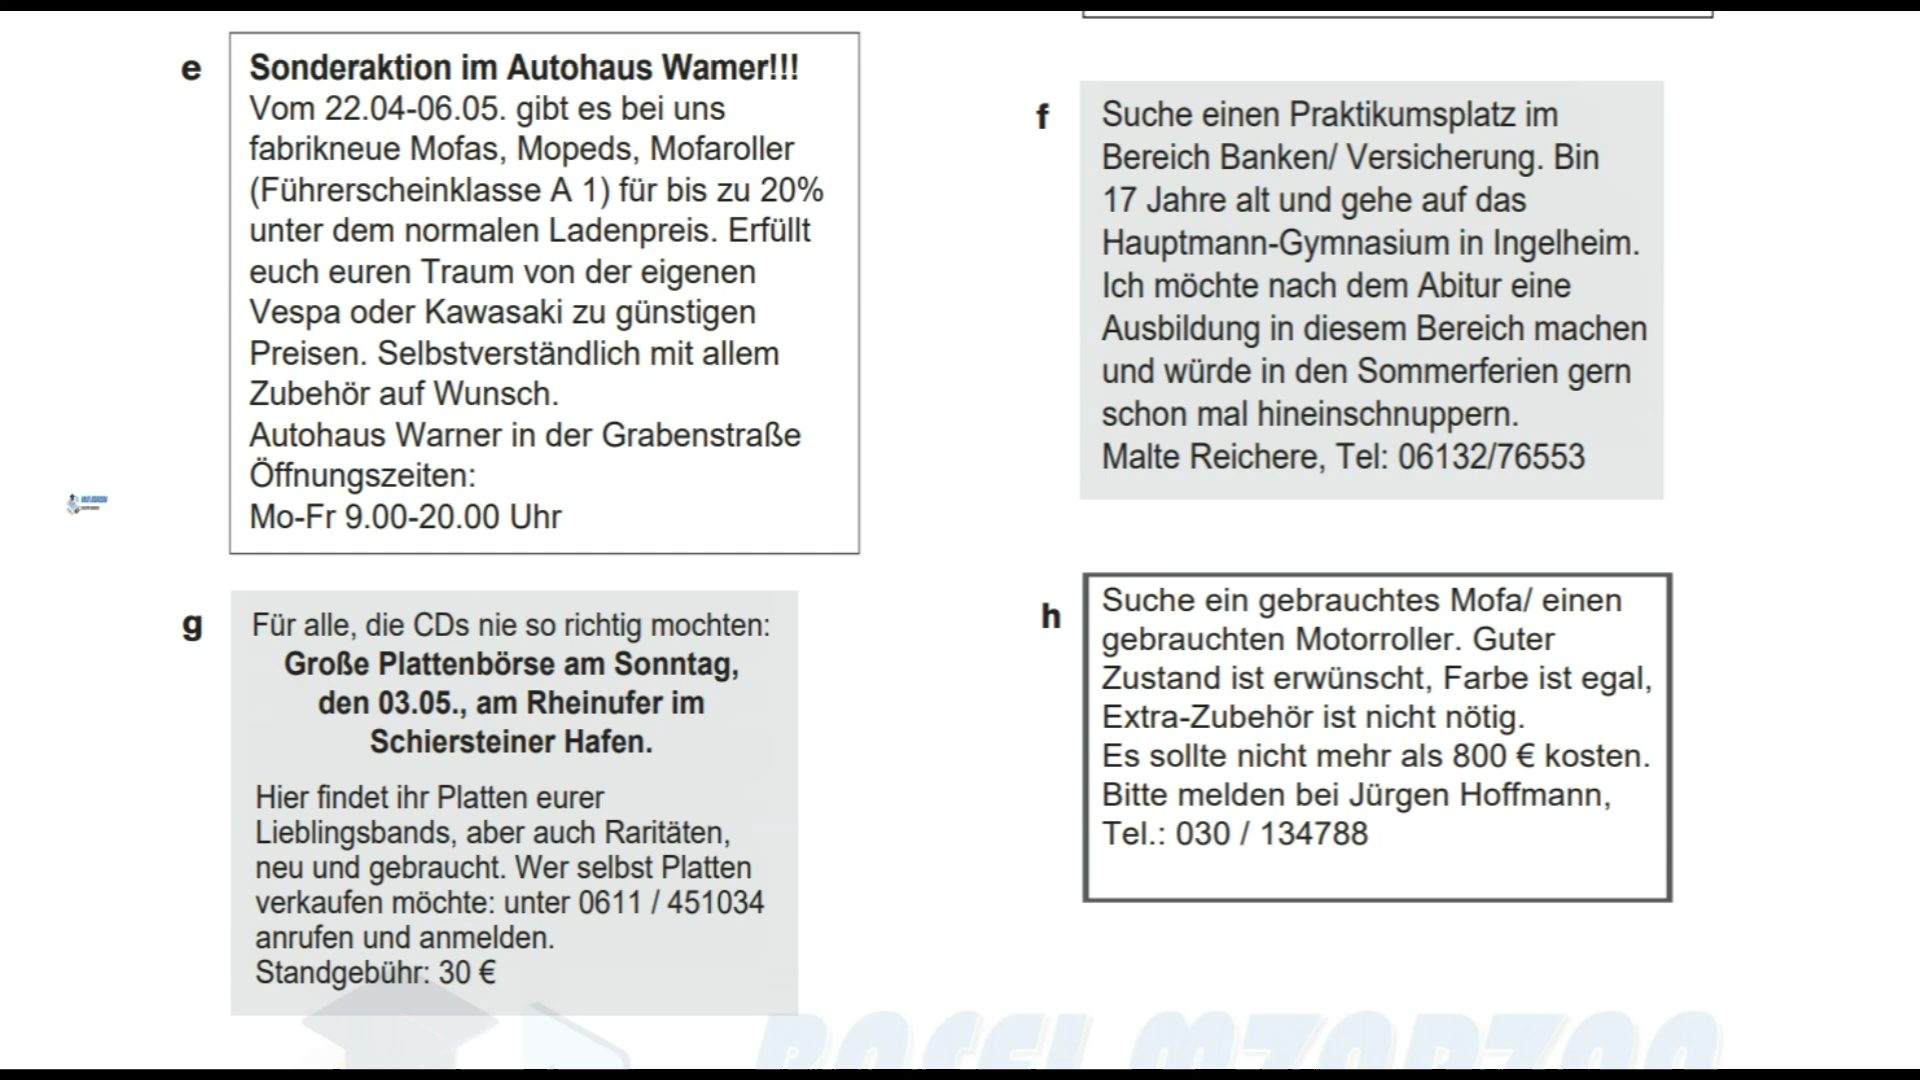 e
Sonderaktion im Autohaus Wamer!!!
Vom 22.04-06.05. gibt es bei uns
fabrikneue Mofas, Mopeds, Mofaroller
(Führerscheinklasse A 1) für bis zu 20%
unter dem normalen Ladenpreis. Erfüllt
euch euren Traum von der eigenen
Vespa oder Kawasaki zu günstigen
Preisen. Selbstverständlich mit allem
Zubehör auf Wunsch.
Autohaus Warner in der Grabenstraße
Öffnungszeiten:
Mo-Fr 9.00-20.00 Uhr
f
Suche einen Praktikumsplatz im
Bereich Banken/ Versicherung. Bin
17 Jahre alt und gehe auf das
Hauptmann-Gymnasium in Ingelheim.
Ich möchte nach dem Abitur eine
Ausbildung in diesem Bereich machen
und würde in den Sommerferien gern
schon mal hineinschnuppern.
Malte Reichere, Tel: 06132/76553
g
Für alle, die CDs nie so richtig mochten:
Große Plattenbörse am Sonntag,
den 03.05., am Rheinufer im
Schiersteiner Hafen.
Hier findet ihr Platten eurer
Lieblingsbands, aber auch Raritäten,
neu und gebraucht. Wer selbst Platten
verkaufen möchte: unter 0611 / 451034
anrufen und anmelden.
Standgebühr: 30 €
h
Suche ein gebrauchtes Mofa/ einen
gebrauchten Motorroller. Guter
Zustand ist erwünscht, Farbe ist egal,
Extra-Zubehör ist nicht nötig.
Es sollte nicht mehr als 800 € kosten.
Bitte melden bei Jürgen Hoffmann,
Tel.: 030 / 134788